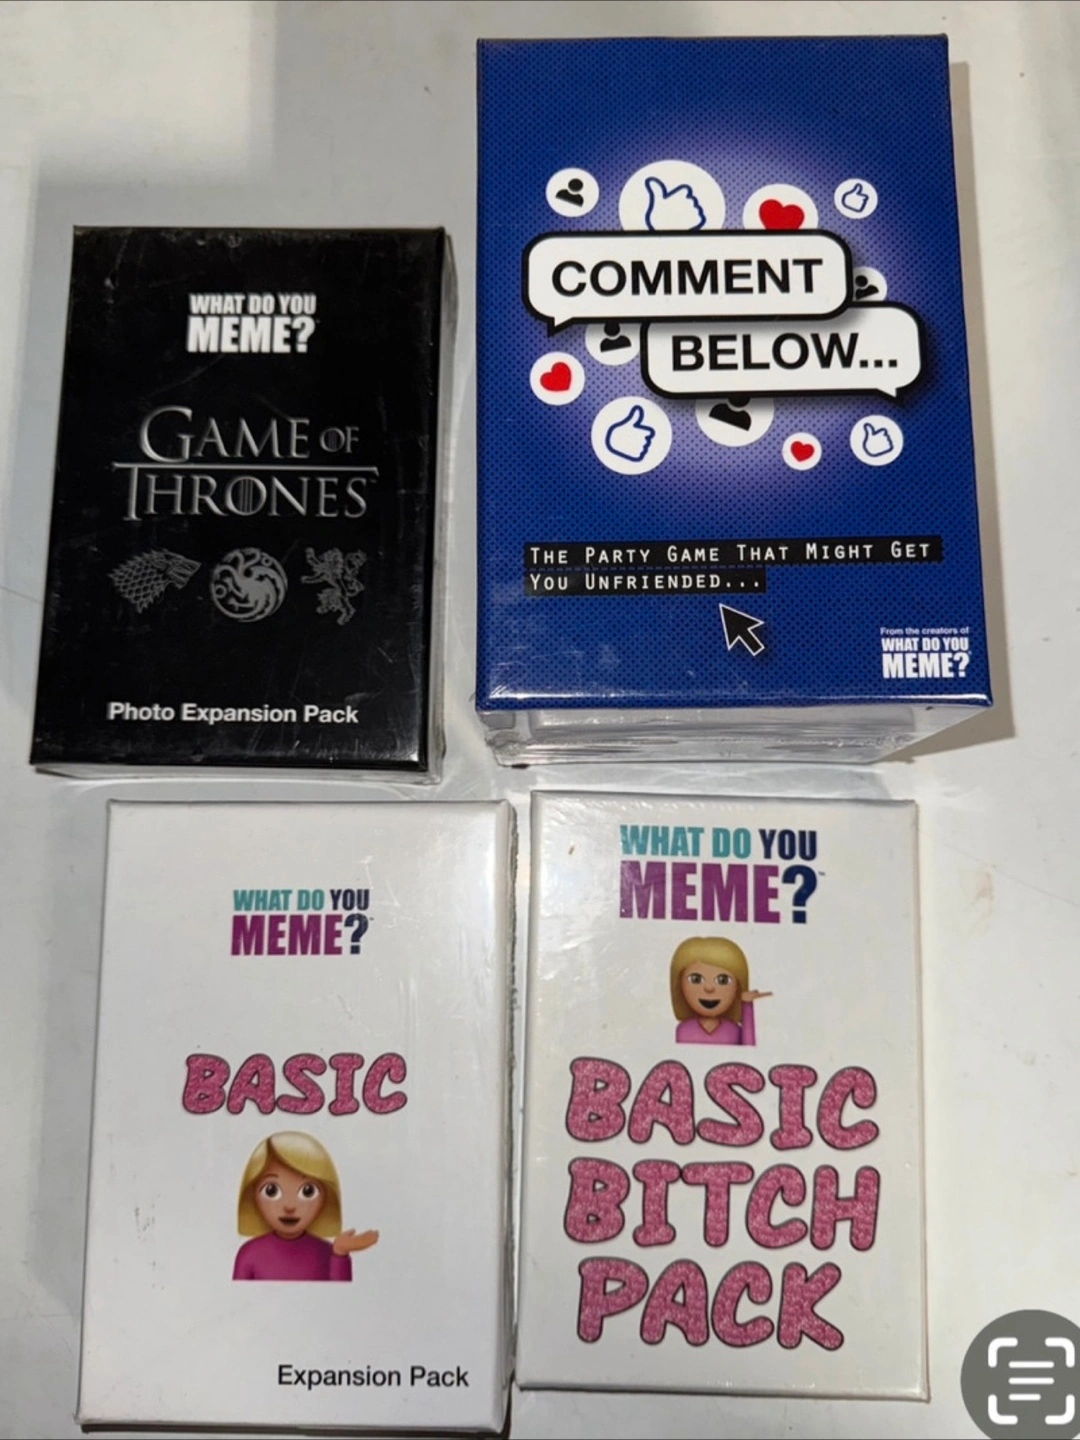 WHAT DO YOU
MEME?
GAME OF
THRONES
Photo Expansion Pack
COMMENT
BELOW...
THE PARTY GAME THAT MIGHT GET
YOU UNFRIENDED...
From the creators of
WHAT DO YOU
MEME?
WHAT DO YOU
MEME?
BASIC
Expansion Pack
WHAT DO YOU
MEME?™
BASIC
BITCH
PACK